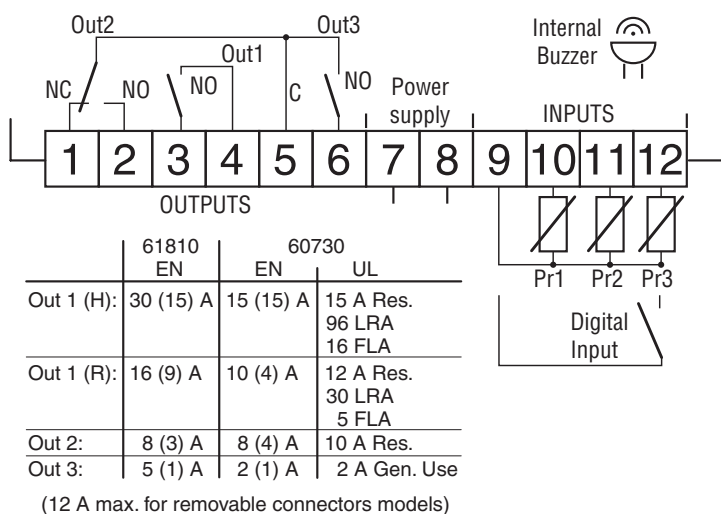 Out2
Out3
Internal
Buzzer
Out1
NC
NO
NO
C
NO
Power
supply
INPUTS
1 2 3 4 5 6 7 8 9 10 11 12
OUTPUTS
Pr1 Pr2 Pr3
Digital
Input
61810 60730
EN EN UL
Out 1 (H): 30 (15) A 15 (15) A 15 A Res.
96 LRA
16 FLA
Out 1 (R): 16 (9) A 10 (4) A 12 A Res.
30 LRA
5 FLA
Out 2: 8 (3) A 8 (4) A 10 A Res.
Out 3: 5 (1) A 2 (1) A 2 A Gen. Use
(12 A max. for removable connectors models)